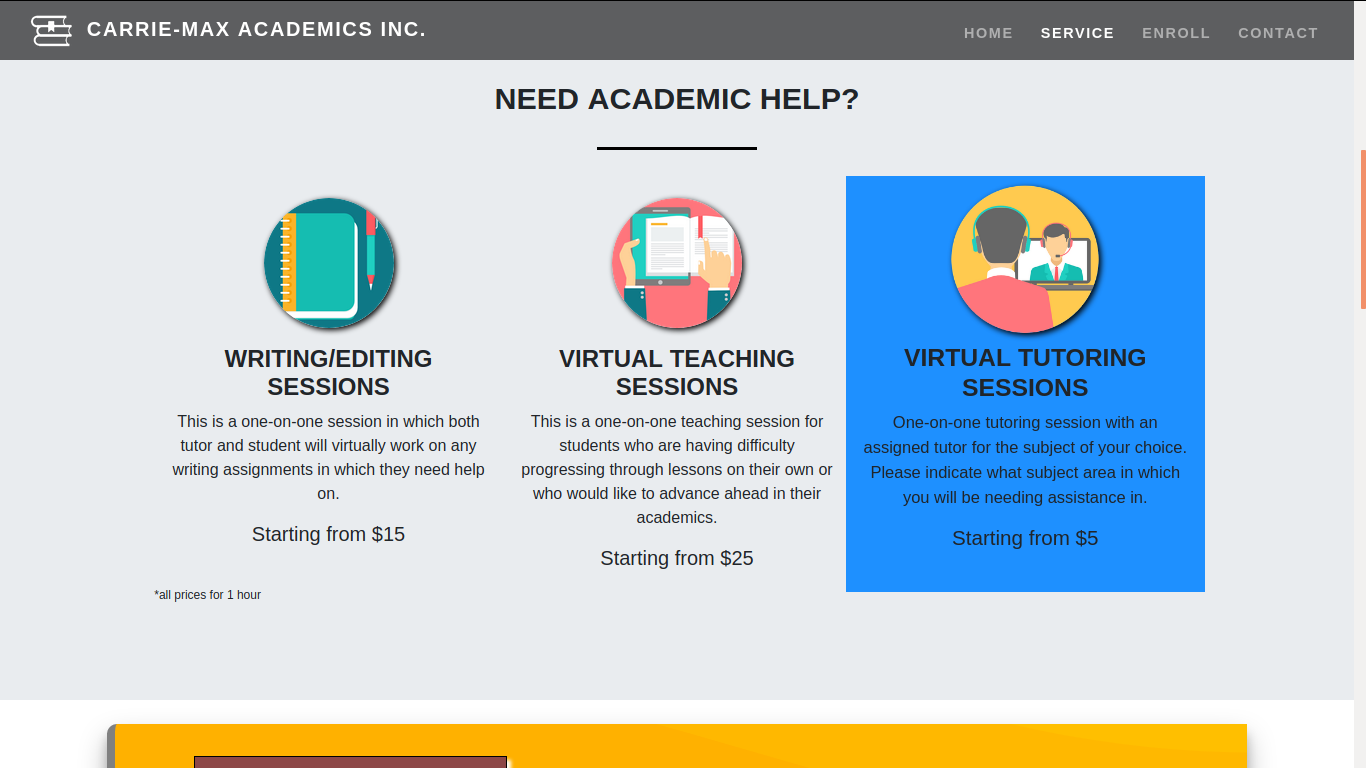 CARRIE-MAX ACADEMICS INC.
HOME SERVICE ENROLL CONTACT
NEED ACADEMIC HELP?
WRITING/EDITING
SESSIONS
This is a one-on-one session in which both
tutor and student will virtually work on any
writing assignments in which they need help
on.
Starting from $15
VIRTUAL TEACHING
SESSIONS
This is a one-on-one teaching session for
students who are having difficulty
progressing through lessons on their own or
who would like to advance ahead in their
academics.
Starting from $25
VIRTUAL TUTORING
SESSIONS
One-on-one tutoring session with an
assigned tutor for the subject of your choice.
Please indicate what subject area in which
you will be needing assistance in.
Starting from $5
*all prices for 1 hour